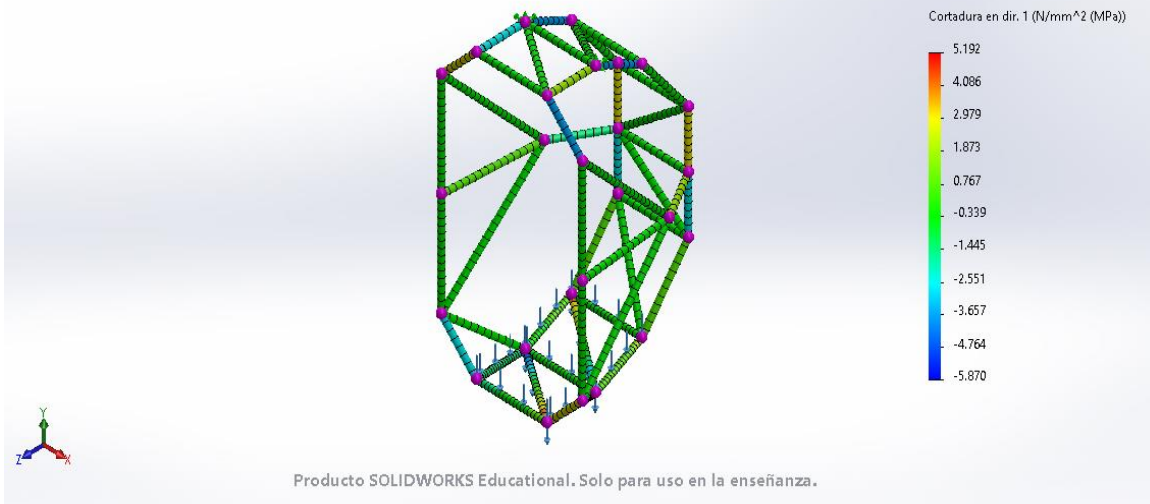 Cortadura en dir. 1 (N/mm^2 (MPa))
5.192
4.086
2.979
1.873
0.767
-0.339
-1.445
-2.551
-3.657
-4.764
-5.870
Y
Z
X
Producto SOLIDWORKS Educational. Solo para uso en la enseñanza.